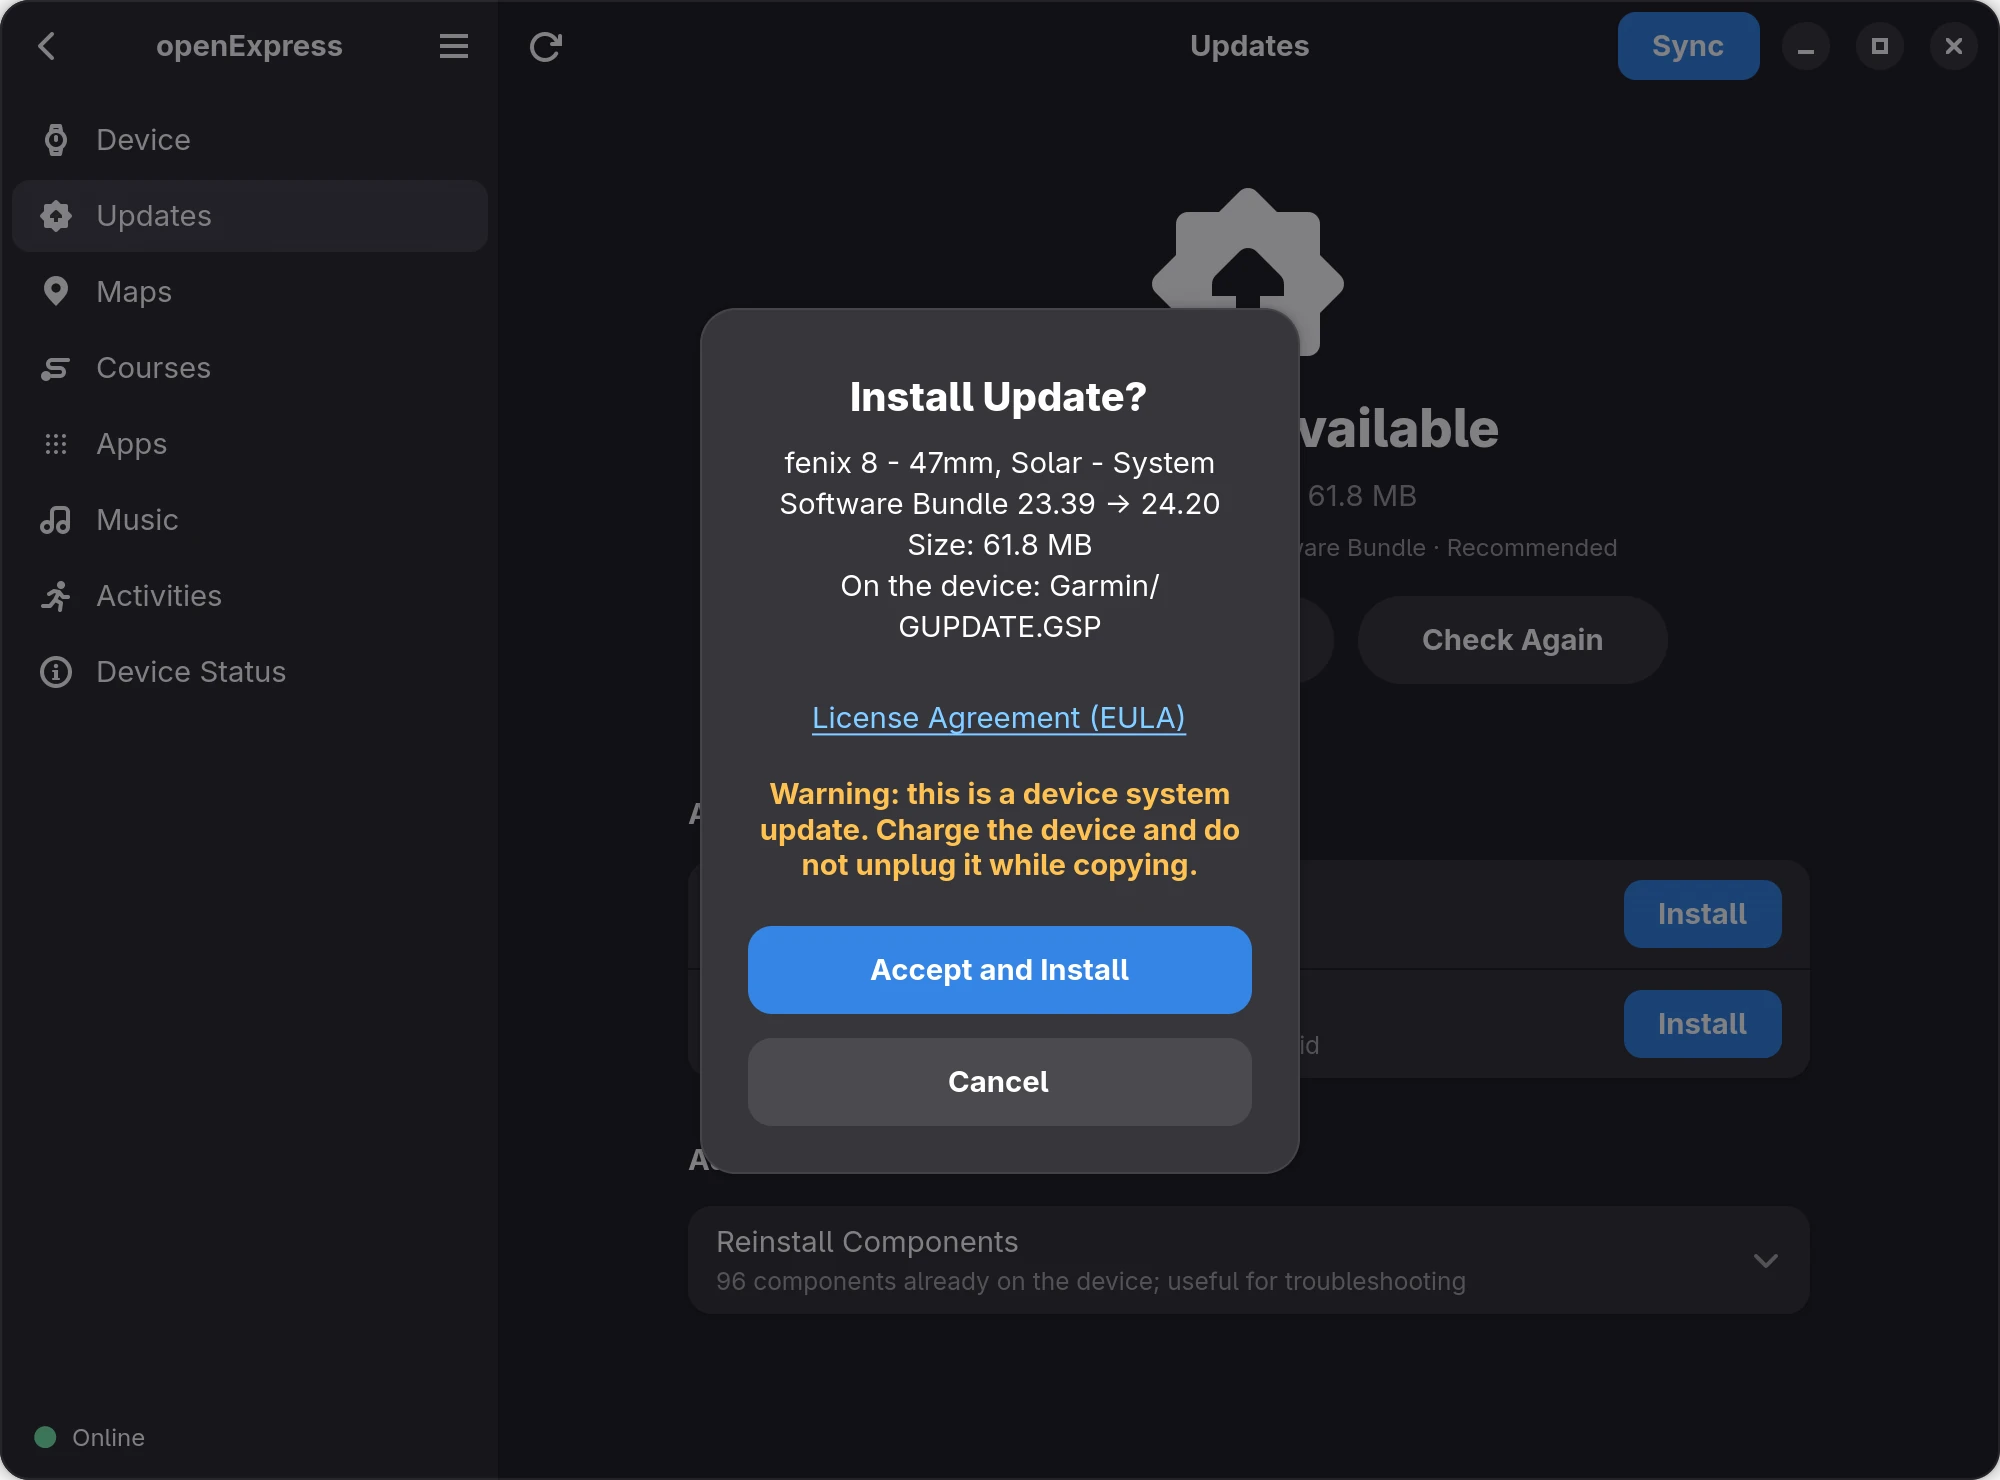 openExpress
Updates
Sync
Device
Updates
Maps
Courses
Apps
Music
Activities
Device Status
Online
vailable
61.8 MB
Bundle · Recommended
Check Again
Install
Install
Reinstall Components
96 components already on the device; useful for troubleshooting
Install Update?
fenix 8 - 47mm, Solar - System
Software Bundle 23.39 → 24.20
Size: 61.8 MB
On the device: Garmin/
GUPDATE.GSP
License Agreement (EULA)
Warning: this is a device system
update. Charge the device and do
not unplug it while copying.
Accept and Install
Cancel